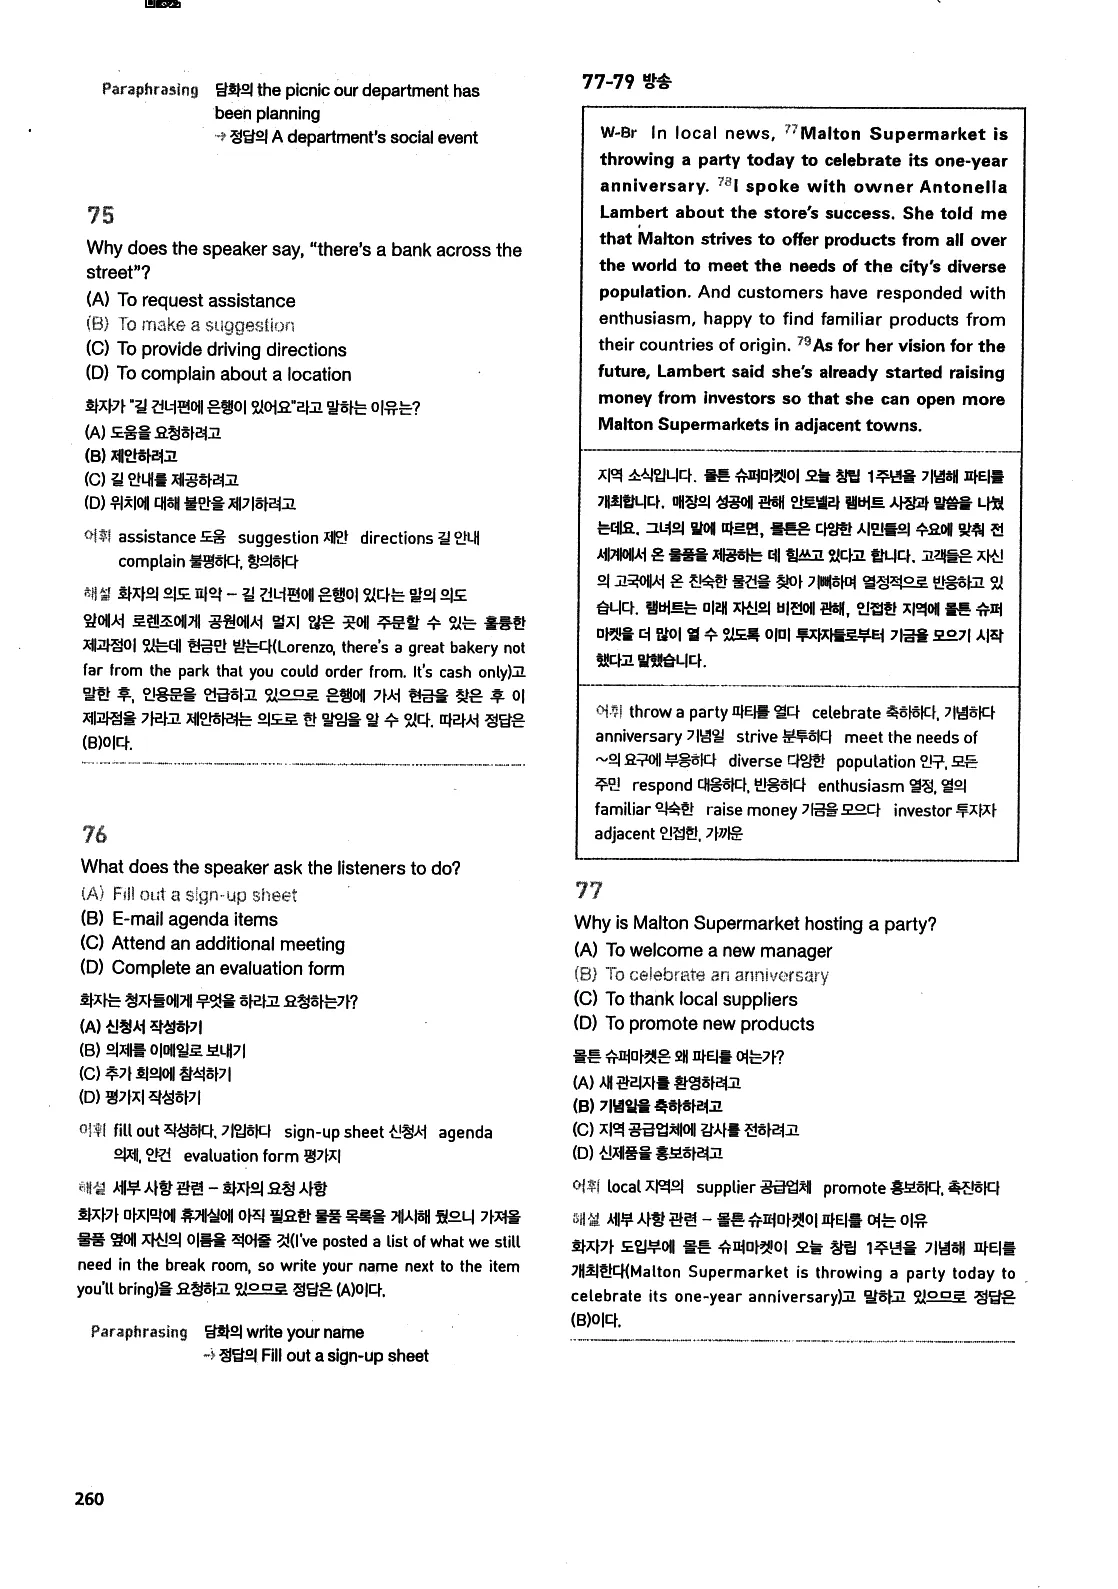 Paraphrasing 담화의 the picnic our department has
been planning
→ 정답의 A department's social event
75
Why does the speaker say, "there's a bank across the
street"?
(A) To request assistance
(B) To make a suggestion
(C) To provide driving directions
(D) To complain about a location
화자가 "길 건너편에 은행이 있어요"라고 말하는 이유는?
(A) 도움을 요청하려고
(B) 제안하려고
(C) 길 안내를 제공하려고
(D) 위치에 대해 불만을 제기하려고
어휘 assistance 도움 suggestion 제안 directions 길 안내
complain 불평하다, 항의하다
해설 화자의 의도 파악 – 길 건너편에 은행이 있다는 말의 의도
앞에서 로렌조에게 공원에서 멀지 않은 곳에 주문할 수 있는 훌륭한
제과점이 있는데 현금만 받는다(Lorenzo, there's a great bakery not
far from the park that you could order from. It's cash only)고
말한 후, 인용문을 언급하고 있으므로 은행에 가서 현금을 찾은 후 이
제과점을 가라고 제안하려는 의도로 한 말임을 알 수 있다. 따라서 정답은
(B)이다.
76
What does the speaker ask the listeners to do?
(A) Fill out a sign-up sheet
(B) E-mail agenda items
(C) Attend an additional meeting
(D) Complete an evaluation form
화자는 청자들에게 무엇을 하라고 요청하는가?
(A) 신청서 작성하기
(B) 의제를 이메일로 보내기
(C) 추가 회의에 참석하기
(D) 평가지 작성하기
어휘 fill out 작성하다, 기입하다 sign-up sheet 신청서 agenda
의제, 안건 evaluation form 평가지
해설 세부 사항 관련 – 화자의 요청 사항
화자가 마지막에 휴게실에 아직 필요한 물품 목록을 게시해 뒀으니 가져올
물품 옆에 자신의 이름을 적어줄 것(I've posted a list of what we still
need in the break room, so write your name next to the item
you'll bring)을 요청하고 있으므로 정답은 (A)이다.
Paraphrasing 담화의 write your name
→ 정답의 Fill out a sign-up sheet
260
77-79 방송
W-Br In local news, 77Malton Supermarket is
throwing a party today to celebrate its one-year
anniversary. 78I spoke with owner Antonella
Lambert about the store's success. She told me
that Malton strives to offer products from all over
the world to meet the needs of the city's diverse
population. And customers have responded with
enthusiasm, happy to find familiar products from
their countries of origin. 79As for her vision for the
future, Lambert said she's already started raising
money from investors so that she can open more
Malton Supermarkets in adjacent towns.
지역 소식입니다. 몰튼 슈퍼마켓이 오늘 창립 1주년을 기념해 파티를
개최합니다. 매장의 성공에 관해 안토넬라 램버트 사장과 말씀을 나눴
는데요. 그녀의 말에 따르면, 몰튼은 다양한 시민들의 수요에 맞춰 전
세계에서 온 물품을 제공하는 데 힘쓰고 있다고 합니다. 고객들은 자신
의 고국에서 온 친숙한 물건을 찾아 기뻐하며 열정적으로 반응하고 있
습니다. 램버트는 미래 자신의 비전에 관해, 인접한 지역에 몰튼 슈퍼
마켓을 더 많이 열 수 있도록 이미 투자자들로부터 기금을 모으기 시작
했다고 말했습니다.
어휘 throw a party 파티를 열다 celebrate 축하하다, 기념하다
anniversary 기념일 strive 분투하다 meet the needs of
~의 요구에 부응하다 diverse 다양한 population 인구, 모든
주민 respond 대응하다, 반응하다 enthusiasm 열정, 열의
familiar 익숙한 raise money 기금을 모으다 investor 투자자
adjacent 인접한, 가까운
77
Why is Malton Supermarket hosting a party?
(A) To welcome a new manager
(B) To celebrate an anniversary
(C) To thank local suppliers
(D) To promote new products
몰튼 슈퍼마켓은 왜 파티를 여는가?
(A) 새 관리자를 환영하려고
(B) 기념일을 축하하려고
(C) 지역 공급업체에 감사를 전하려고
(D) 신제품을 홍보하려고
어휘 local 지역의 supplier 공급업체 promote 홍보하다, 촉진하다
해설 세부 사항 관련 – 몰튼 슈퍼마켓이 파티를 여는 이유
화자가 도입부에 몰튼 슈퍼마켓이 오늘 창립 1주년을 기념해 파티를
개최한다(Malton Supermarket is throwing a party today to
celebrate its one-year anniversary)고 말하고 있으므로 정답은
(B)이다.